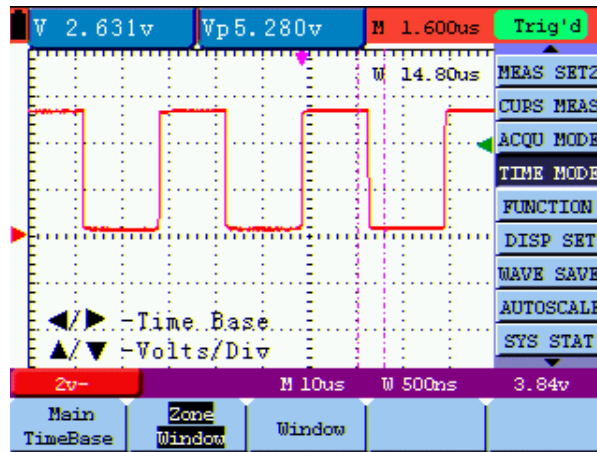 V 2.631v Vp5.280v M 1.600us Trig'd
W 14.80us
MEAS SET2
CUPS MEAS
ACQU MODE
TIME MODE
FUNCTION
DISP SET
WAVE SAVE
AUTOSCALE
SYS STAT
◀/▶ -Time Base
▲/▼ -Volts/Div
2v- M 10us W 500ns 3.84v
Main TimeBase
Zone Window
Window